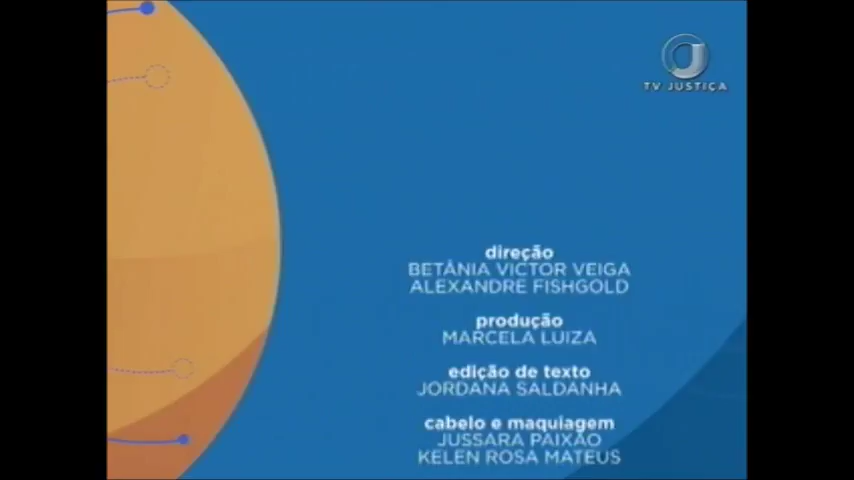 TV JUSTIÇA
direção
BETÂNIA VICTOR VEIGA
ALEXANDRE FISHGOLD
produção
MARCELA LUIZA
edição de texto
JORDANA SALDANHA
cabelo e maquiagem
JUSSARA PAIXÃO
KELEN ROSA MATEUS